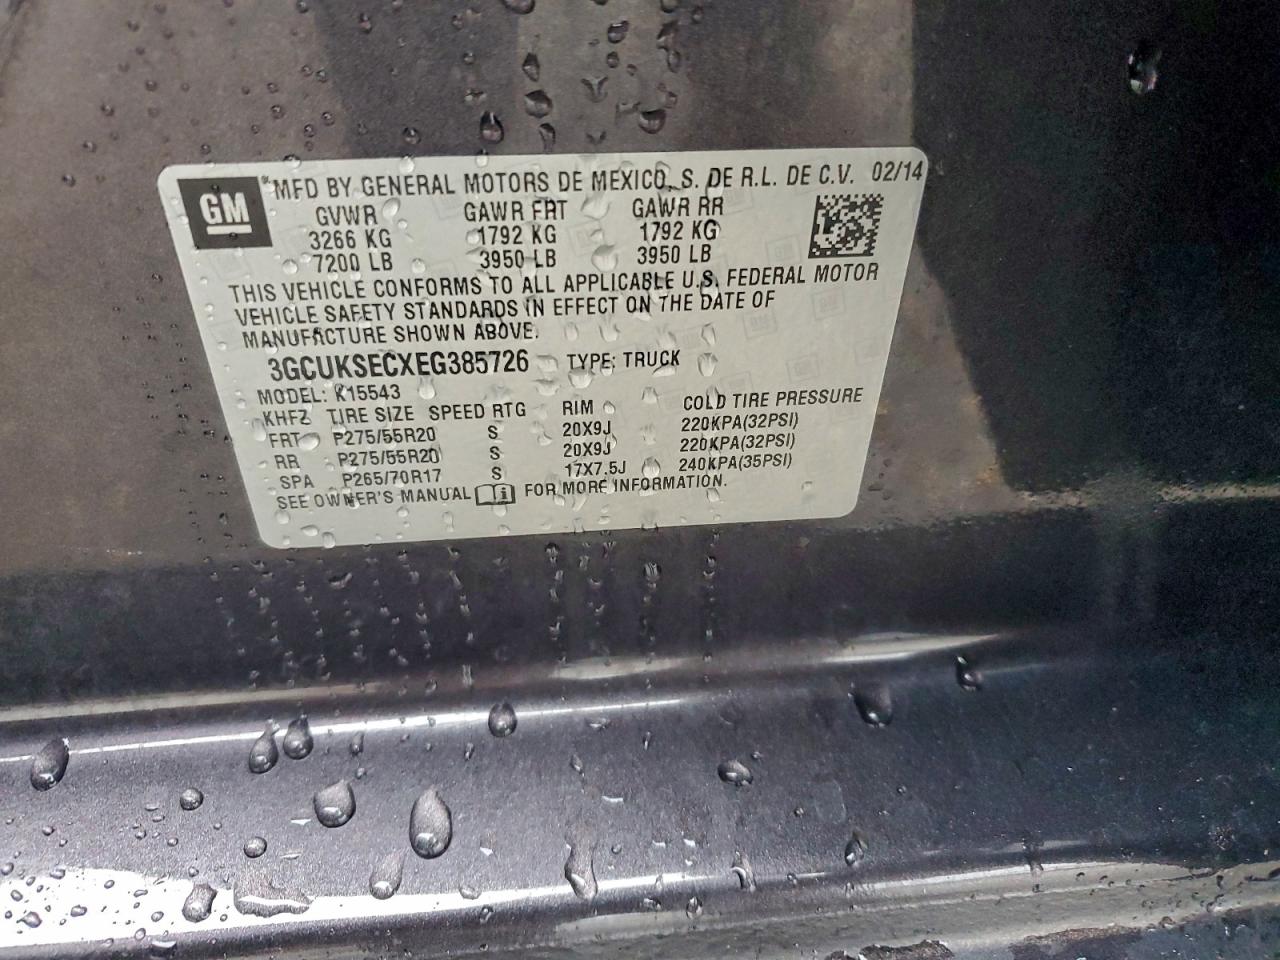 GM
® MFD BY GENERAL MOTORS DE MEXICO, S. DE R.L. DE C.V. 02/14
GVWR GAWR FRT GAWR RR
3266 KG 1792 KG 1792 KG
7200 LB 3950 LB 3950 LB
THIS VEHICLE CONFORMS TO ALL APPLICABLE U.S. FEDERAL MOTOR
VEHICLE SAFETY STANDARDS IN EFFECT ON THE DATE OF
MANUFACTURE SHOWN ABOVE.
3GCUKSECXEG385726 TYPE: TRUCK
MODEL: K15543
KHFZ TIRE SIZE SPEED RTG RIM COLD TIRE PRESSURE
FRT P275/55R20 S 20X9J 220KPA(32PSI)
RR P275/55R20 S 20X9J 220KPA(32PSI)
SPA P265/70R17 S 17X7.5J 240KPA(35PSI)
SEE OWNER'S MANUAL i FOR MORE INFORMATION.